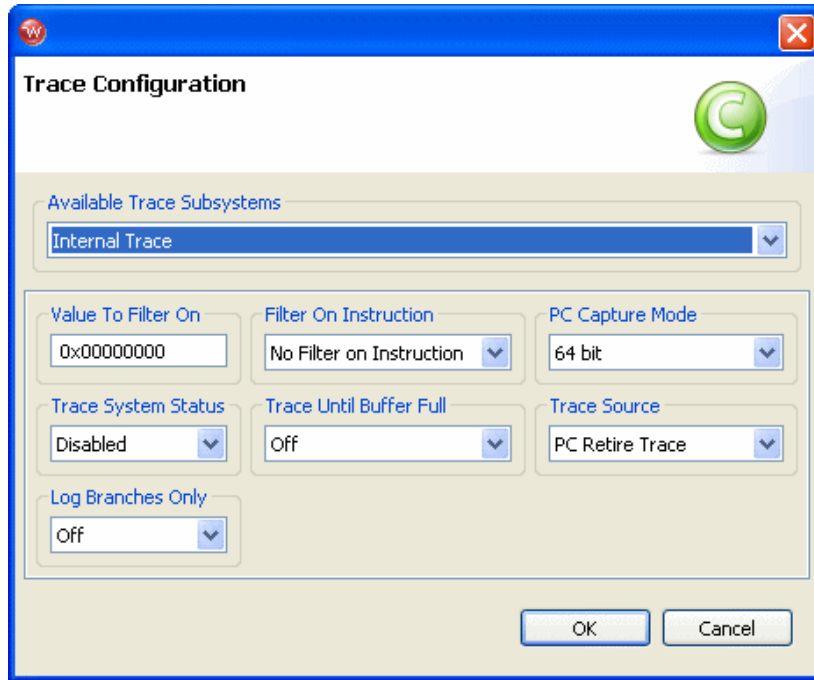 Trace Configuration
Available Trace Subsystems
Internal Trace
Value To Filter On
Filter On Instruction
PC Capture Mode
0x00000000
No Filter on Instruction
64 bit
Trace System Status
Trace Until Buffer Full
Trace Source
Disabled
Off
PC Retire Trace
Log Branches Only
Off
OK
Cancel